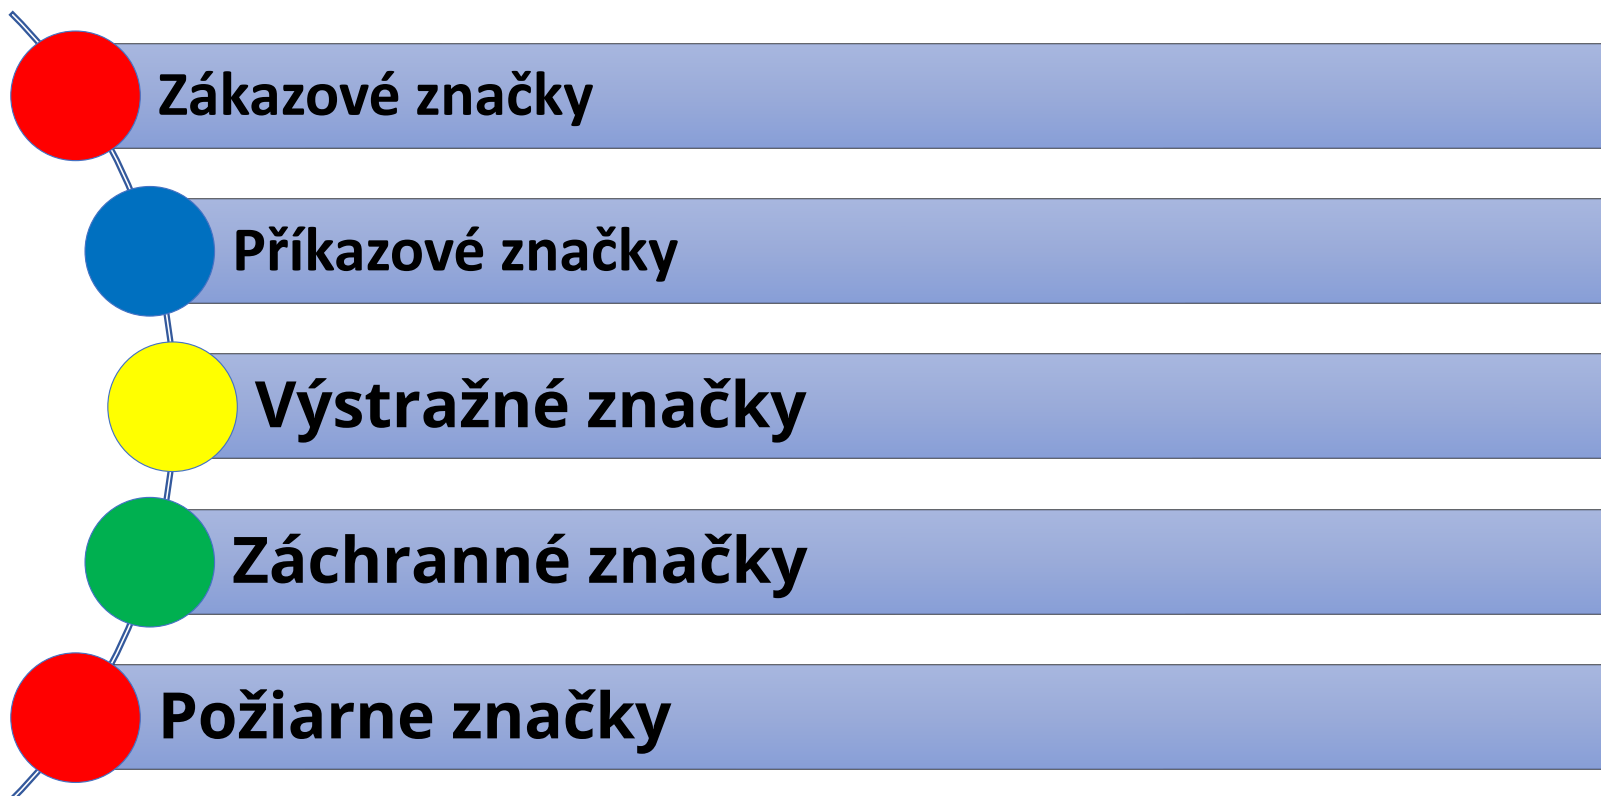 Zákazové značky
Příkazové značky
Výstražné značky
Záchranné značky
Požiarne značky